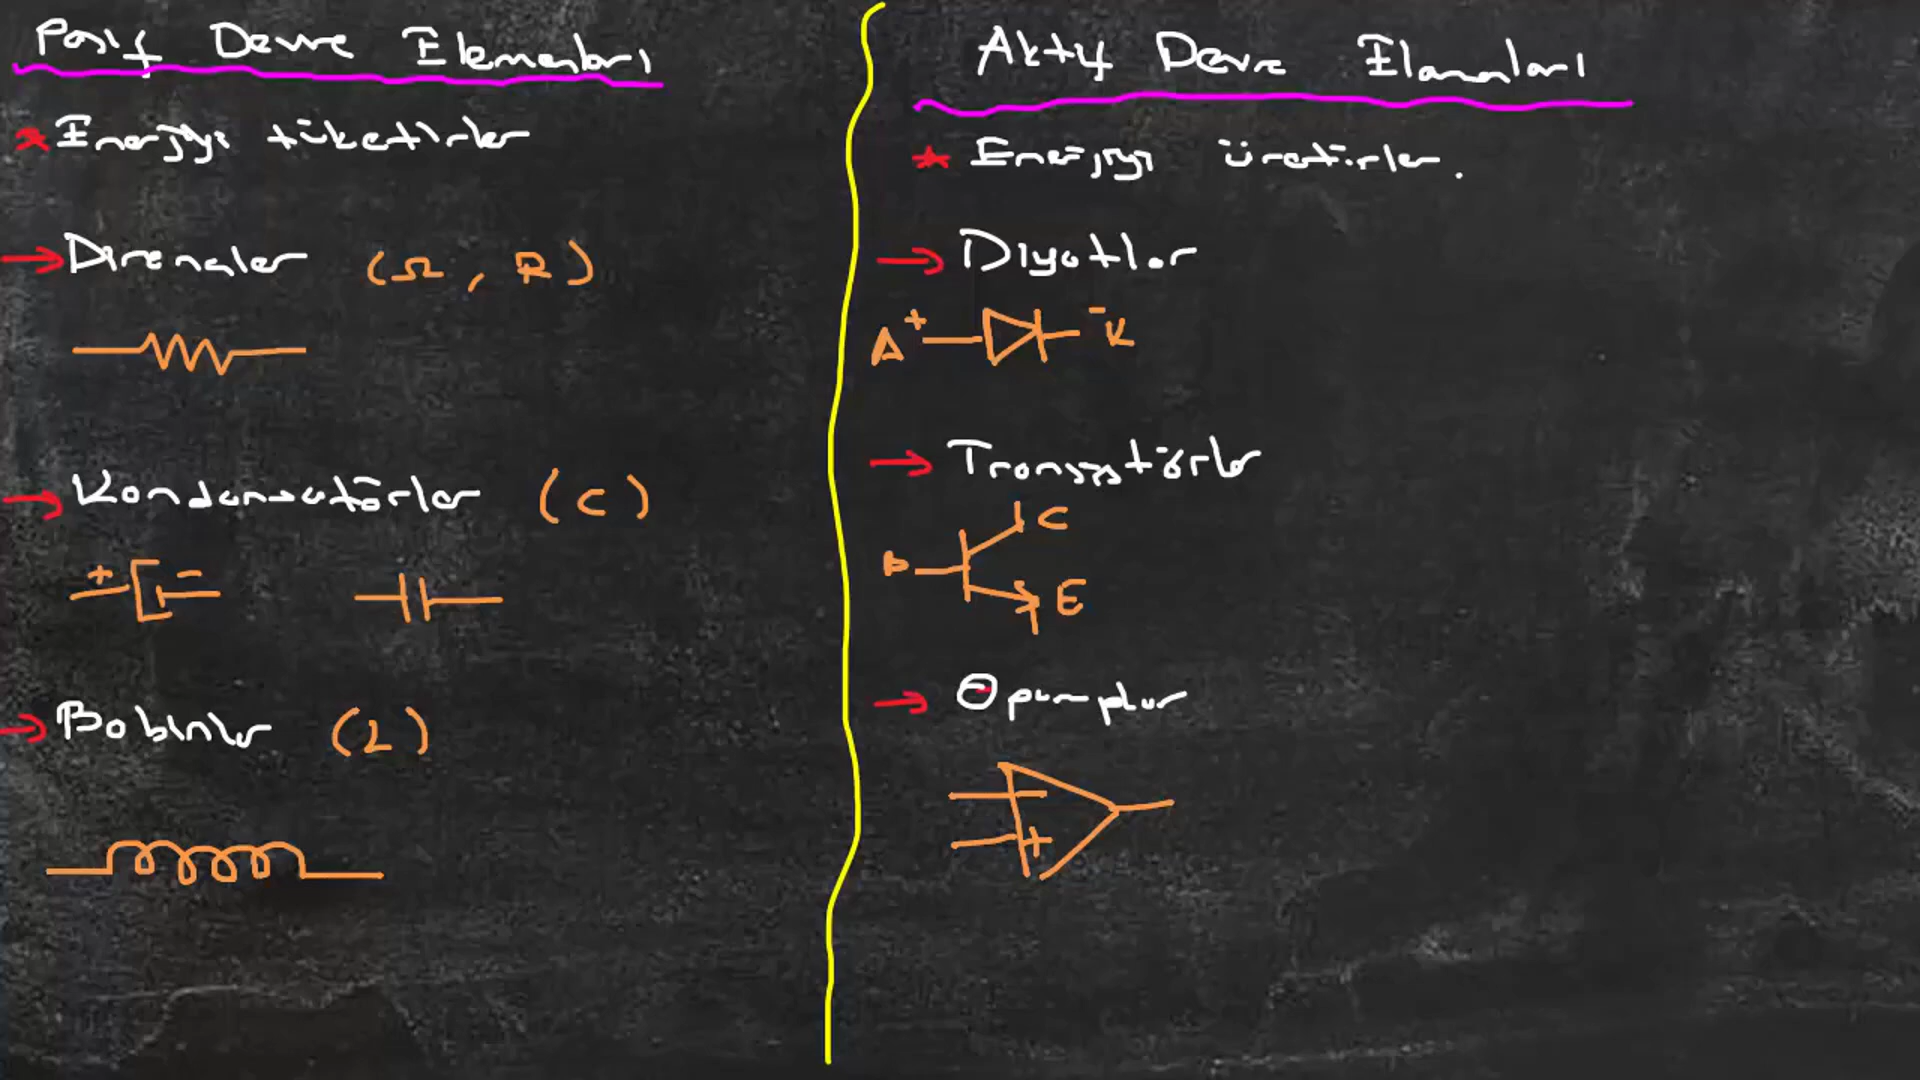 Pasif Devre Elemanları
* Enerjiyi tüketirler
→ Dirençler (Ω, R)
→ Kondansatörler (C)
+ -
→ Bobinler (L)
Aktif Devre Elemanları
* Enerjiyi üretirler.
→ Diyotlar
A + - K
→ Transistörler
C
B
E
→ Opamplar
-
+